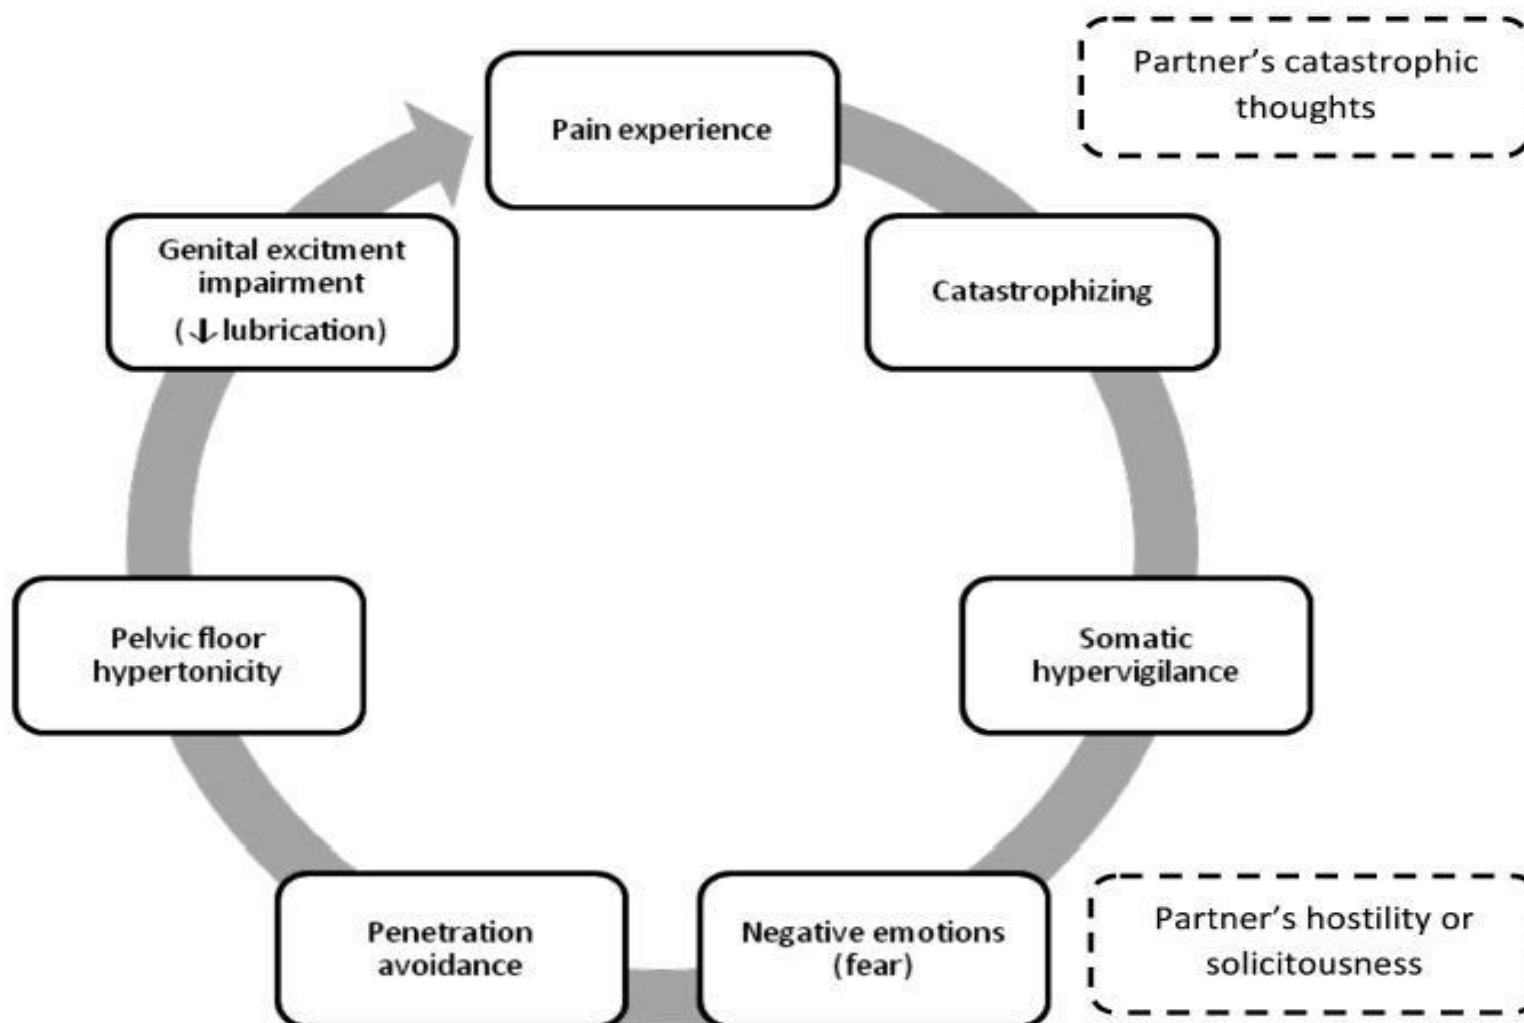 Pain experience
Partner's catastrophic
thoughts
Catastrophizing
Somatic
hypervigilance
Negative emotions
(fear)
Partner's hostility or
solicitousness
Penetration
avoidance
Pelvic floor
hypertonicity
Genital excitment
impairment
(↓ lubrication)